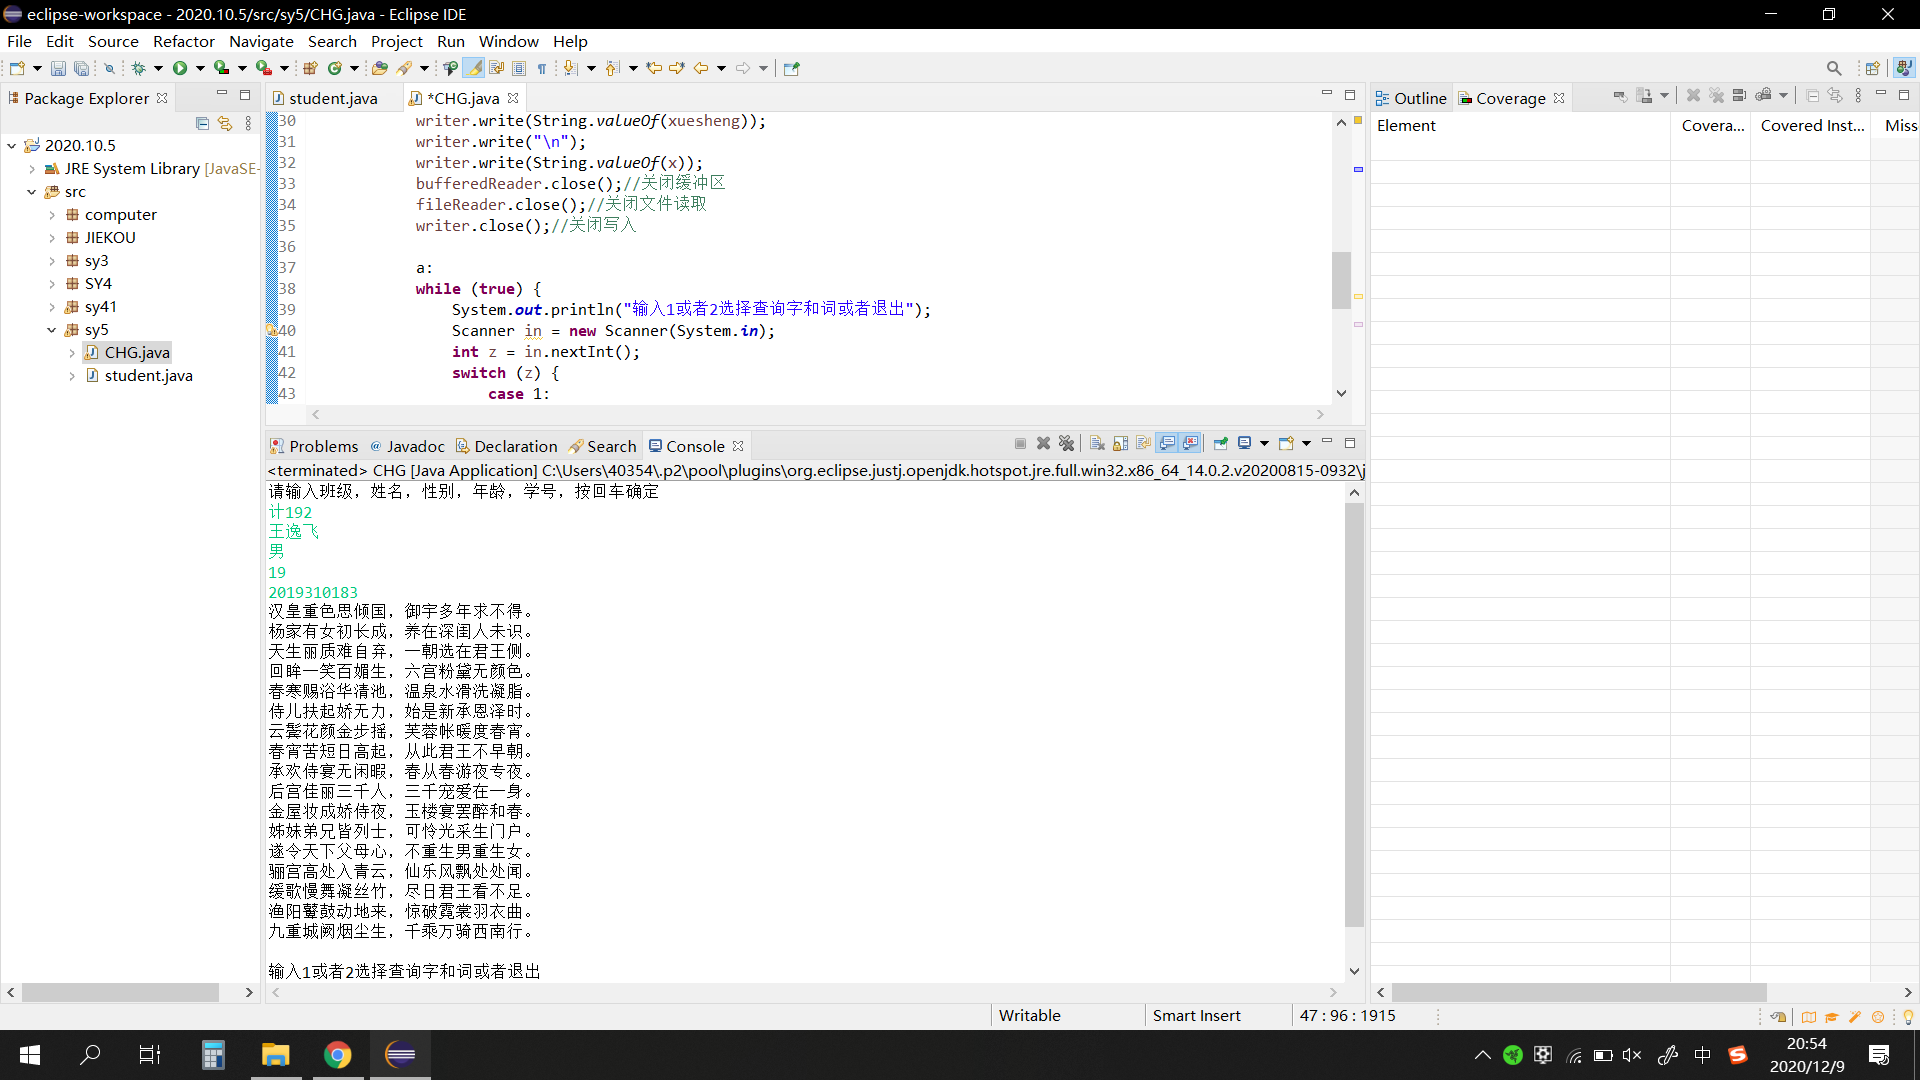 eclipse-workspace - 2020.10.5/src/sy5/CHG.java - Eclipse IDE
File Edit Source Refactor Navigate Search Project Run Window Help
Package Explorer
2020.10.5
JRE System Library [JavaSE-
src
computer
JIEKOU
sy3
SY4
sy41
sy5
CHG.java
student.java
student.java *CHG.java
30 writer.write(String.valueOf(xuesheng));
31 writer.write("\n");
32 writer.write(String.valueOf(x));
33 bufferedReader.close();//关闭缓冲区
34 fileReader.close();//关闭文件读取
35 writer.close();//关闭写入
36
37 a:
38 while (true) {
39 System.out.println("输入1或者2选择查询字和词或者退出");
40 Scanner in = new Scanner(System.in);
41 int z = in.nextInt();
42 switch (z) {
43 case 1:
Problems Javadoc Declaration Search Console
<terminated> CHG [Java Application] C:\Users\40354\.p2\pool\plugins\org.eclipse.justj.openjdk.hotspot.jre.full.win32.x86_64_14.0.2.v20200815-0932\j
请输入班级，姓名，性别，年龄，学号，按回车确定
计192
王逸飞
男
19
2019310183
汉皇重色思倾国，御宇多年求不得。
杨家有女初长成，养在深闺人未识。
天生丽质难自弃，一朝选在君王侧。
回眸一笑百媚生，六宫粉黛无颜色。
春寒赐浴华清池，温泉水滑洗凝脂。
侍儿扶起娇无力，始是新承恩泽时。
云鬓花颜金步摇，芙蓉帐暖度春宵。
春宵苦短日高起，从此君王不早朝。
承欢侍宴无闲暇，春从春游夜专夜。
后宫佳丽三千人，三千宠爱在一身。
金屋妆成娇侍夜，玉楼宴罢醉和春。
姊妹弟兄皆列士，可怜光采生门户。
遂令天下父母心，不重生男重生女。
骊宫高处入青云，仙乐风飘处处闻。
缓歌慢舞凝丝竹，尽日君王看不足。
渔阳鼙鼓动地来，惊破霓裳羽衣曲。
九重城阙烟尘生，千乘万骑西南行。
输入1或者2选择查询字和词或者退出
Outline Coverage
Element Covera... Covered Inst... Miss
Writable Smart Insert 47 : 96 : 1915
中
20:54
2020/12/9